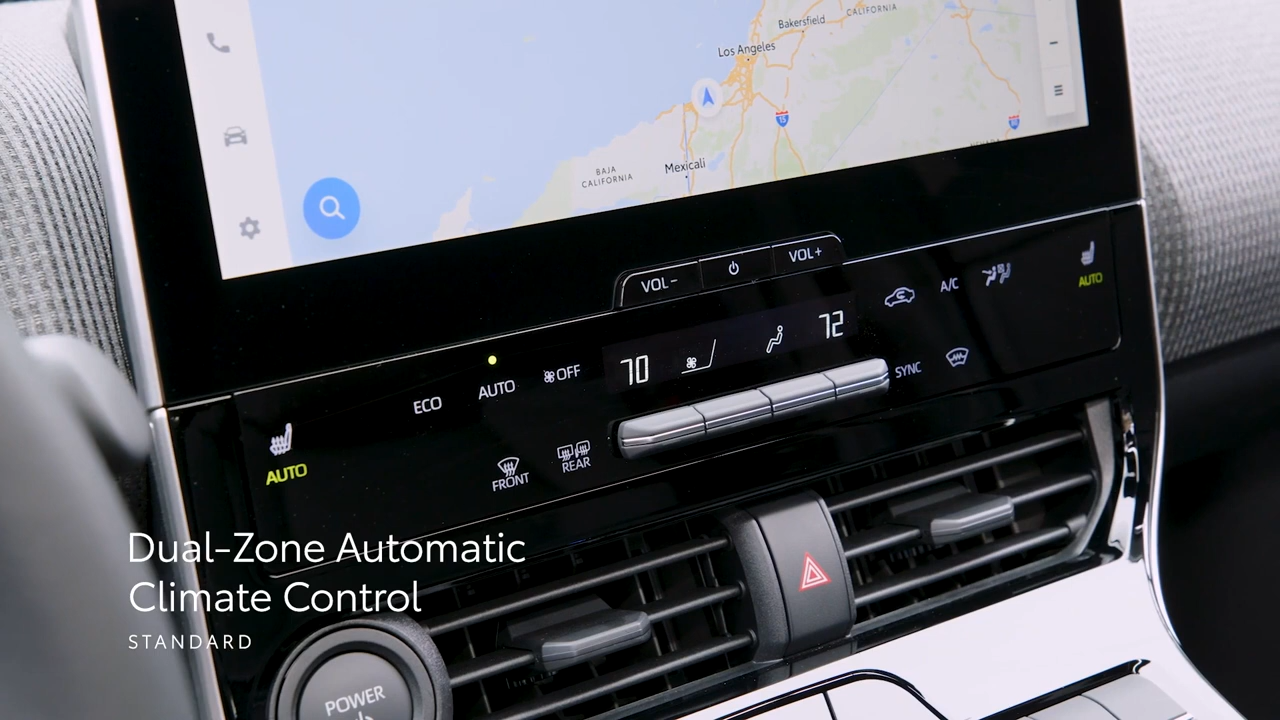 Bakersfield
CALIFORNIA
Los Angeles
15
BAJA
CALIFORNIA
Mexicali
VOL-
VOL+
A/C
AUTO
70
72
ECO
AUTO
OFF
SYNC
AUTO
FRONT
REAR
Dual-Zone Automatic
Climate Control
STANDARD
POWER